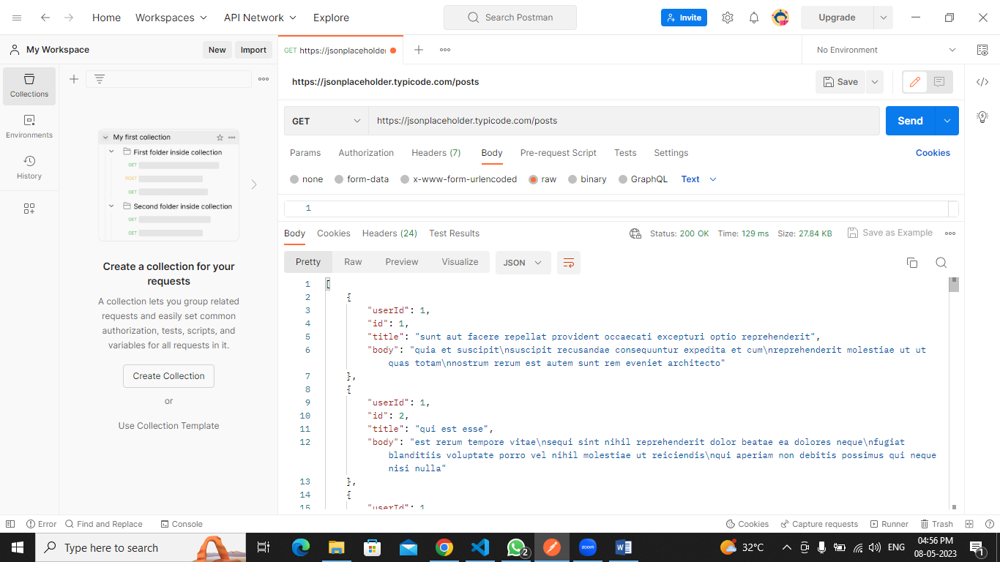 Home Workspaces API Network Explore Search Postman Invite Upgrade
My Workspace New Import GET https://jsonplaceholder No Environment
Collections
Environments
History
My first collection
First folder inside collection
GET
POST
GET
Second folder inside collection
GET
GET
Create a collection for your
requests
A collection lets you group related
requests and easily set common
authorization, tests, scripts, and
variables for all requests in it.
Create Collection
or
Use Collection Template
https://jsonplaceholder.typicode.com/posts Save
GET https://jsonplaceholder.typicode.com/posts Send
Params Authorization Headers (7) Body Pre-request Script Tests Settings Cookies
none form-data x-www-form-urlencoded raw binary GraphQL Text
1
Body Cookies Headers (24) Test Results Status: 200 OK Time: 129 ms Size: 27.84 KB Save as Example
Pretty Raw Preview Visualize JSON
1 [
2 {
3 "userId": 1,
4 "id": 1,
5 "title": "sunt aut facere repellat provident occaecati excepturi optio reprehenderit",
6 "body": "quia et suscipit\nsuscipit recusandae consequuntur expedita et cum\nreprehenderit molestiae ut ut
quas totam\nnostrum rerum est autem sunt rem eveniet architecto"
7 },
8 {
9 "userId": 1,
10 "id": 2,
11 "title": "qui est esse",
12 "body": "est rerum tempore vitae\nsequi sint nihil reprehenderit dolor beatae ea dolores neque\nfugiat
blanditiis voluptate porro vel nihil molestiae ut reiciendis\nqui aperiam non debitis possimus qui neque
nisi nulla"
13 },
14 {
15 "userId": 1
Error Find and Replace Console Cookies Capture requests Runner Trash
Type here to search zoom 2 32°C ENG 04:56 PM
08-05-2023 1